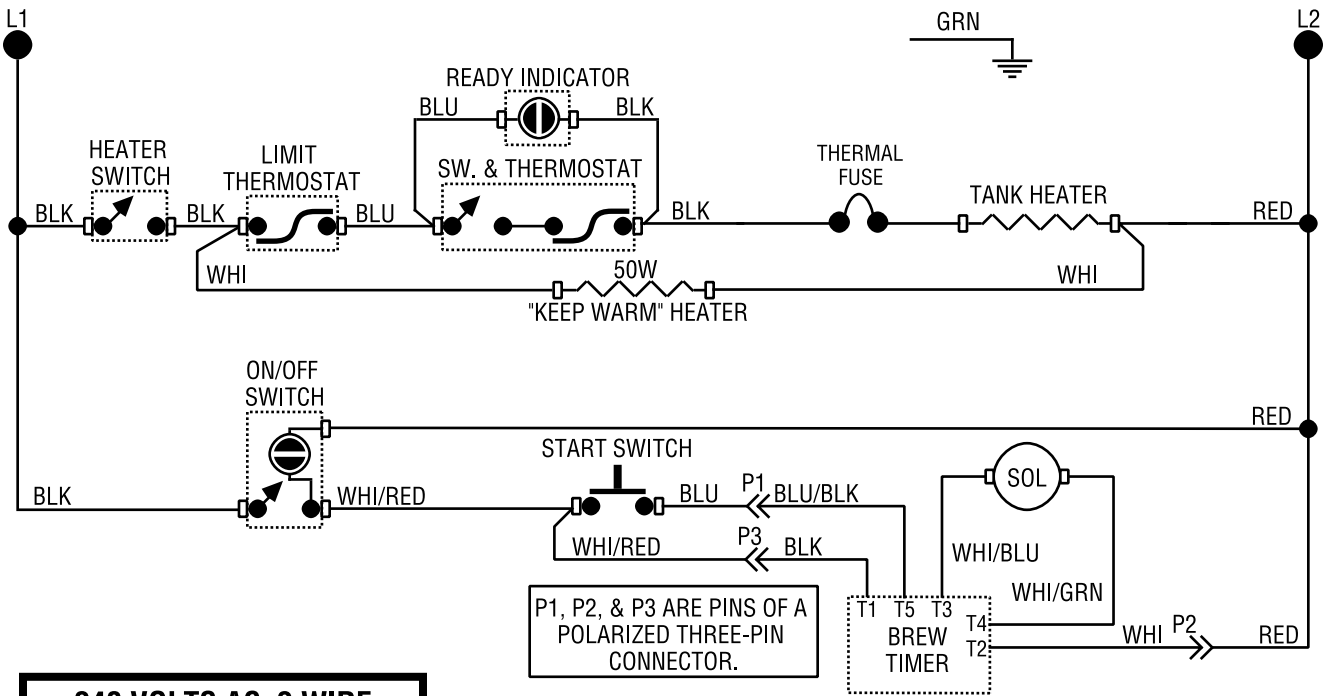 L1
L2
GRN
READY INDICATOR
BLU
BLK
HEATER
SWITCH
LIMIT
THERMOSTAT
SW. & THERMOSTAT
THERMAL
FUSE
TANK HEATER
BLK
BLK
BLU
BLK
RED
WHI
50W
WHI
"KEEP WARM" HEATER
ON/OFF
SWITCH
RED
START SWITCH
SOL
BLK
WHI/RED
BLU
P1
BLU/BLK
WHI/RED
P3
BLK
WHI/BLU
WHI/GRN
P1, P2, & P3 ARE PINS OF A
POLARIZED THREE-PIN
CONNECTOR.
T1 T5 T3
T4
T2
BREW
TIMER
WHI
P2
RED